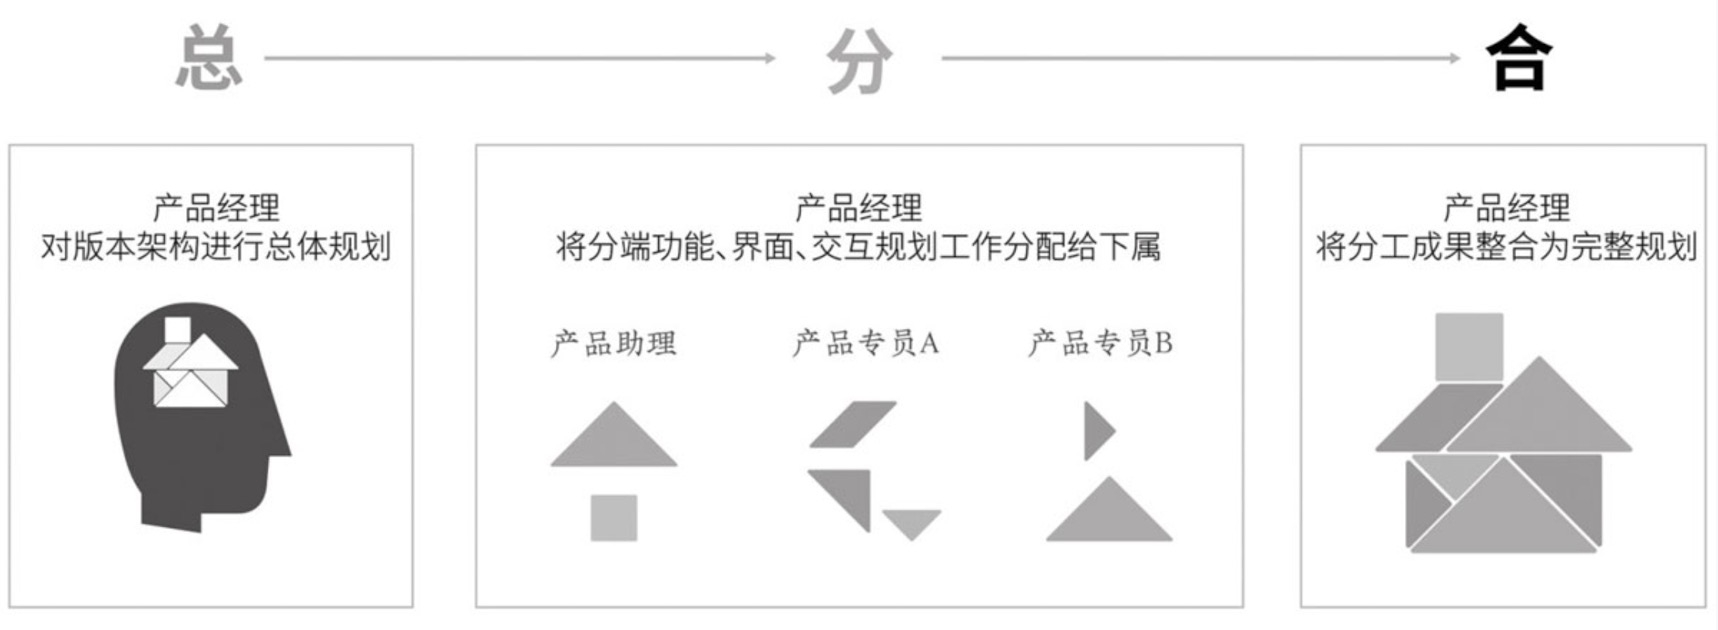 总
分
合
产品经理
对版本架构进行总体规划
产品经理
将分端功能、界面、交互规划工作分配给下属
产品助理
产品专员A
产品专员B
产品经理
将分工成果整合为完整规划